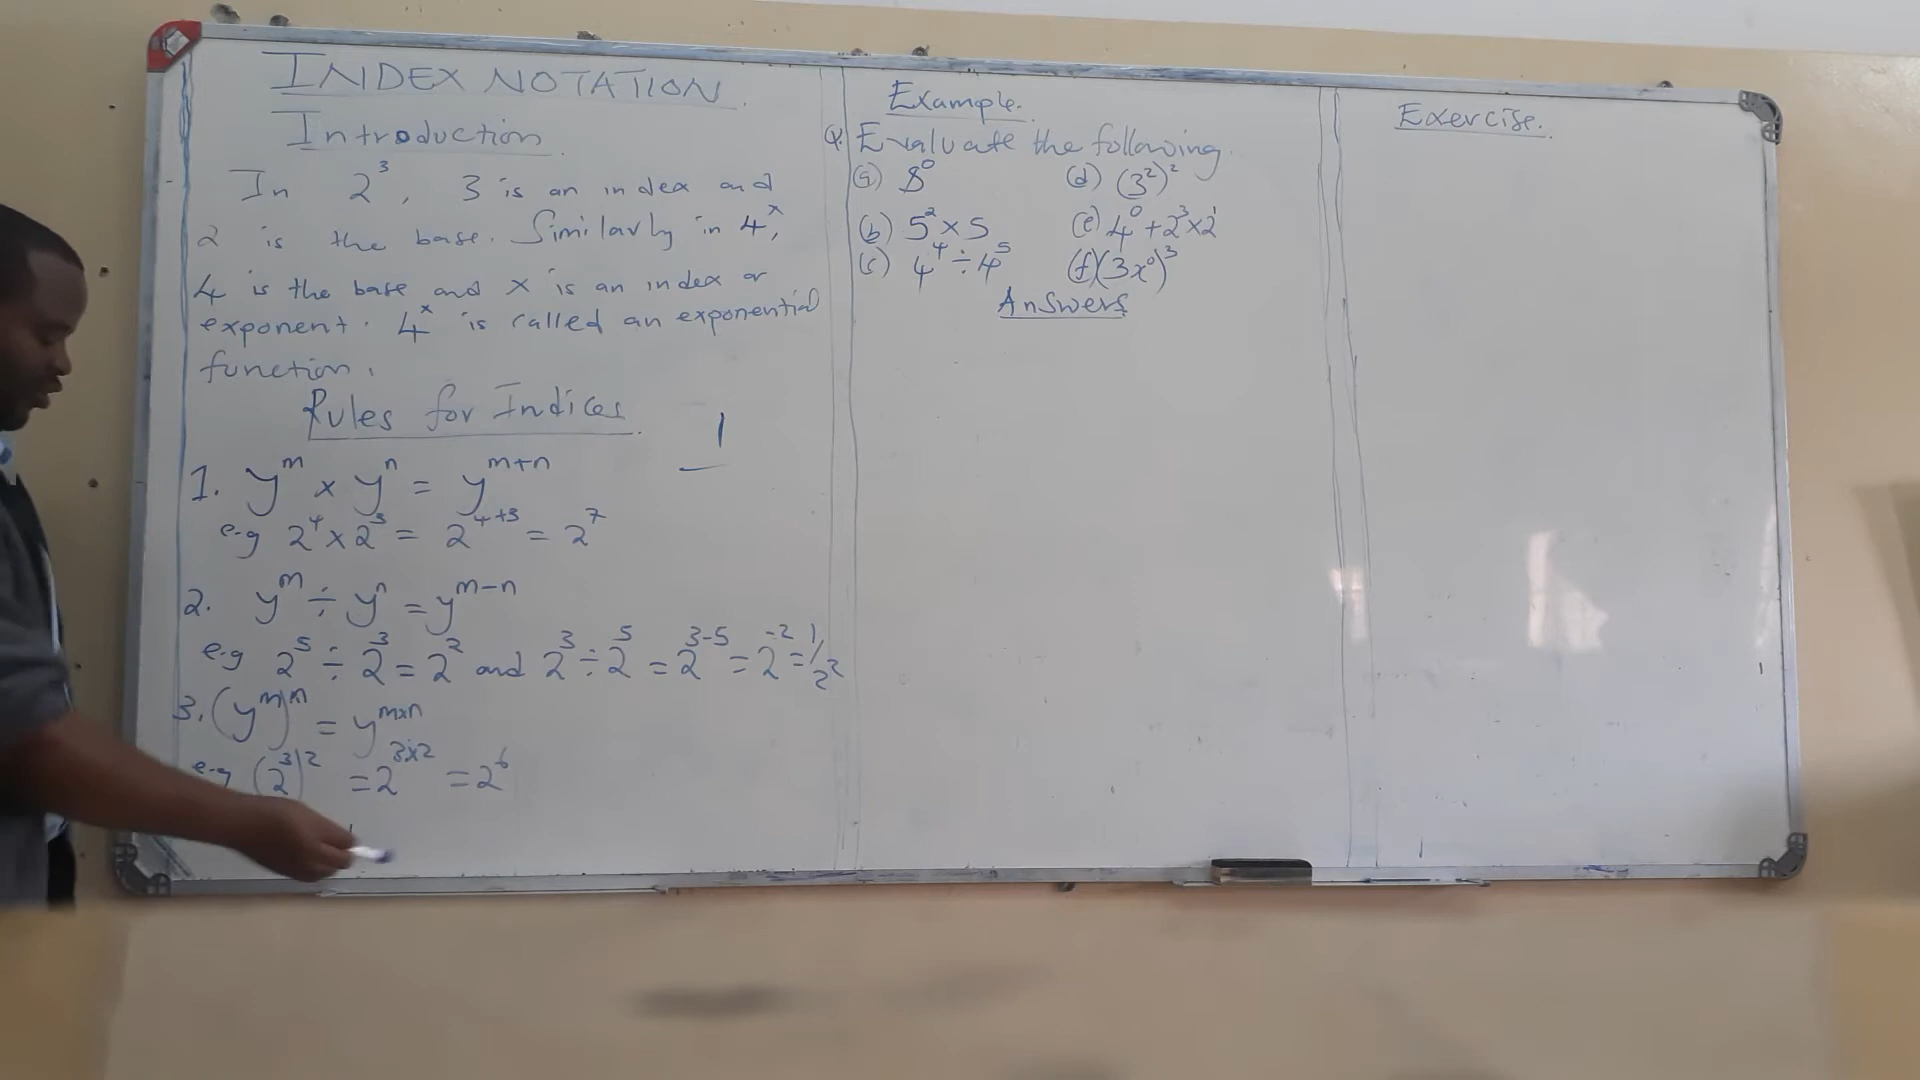 INDEX NOTATION.
Introduction.
In 2³, 3 is an index and
2 is the base. Similarly in 4ˣ,
4 is the base and x is an index or
exponent. 4ˣ is called an exponential
function.
Rules for Indices.
1
1. yᵐ × yⁿ = yᵐ⁺ⁿ
e.g 2⁴ × 2³ = 2⁴⁺³ = 2⁷
2. yᵐ ÷ yⁿ = yᵐ⁻ⁿ
e.g 2⁵ ÷ 2³ = 2² and 2³ ÷ 2⁵ = 2³⁻⁵ = 2⁻² = 1/2²
3. (yᵐ)ⁿ = y^{m×n}
e.g (2³)² = 2^{3×2} = 2⁶
Example.
Q. Evaluate the following.
(a) 8⁰ (d) (3²)²
(b) 5² × 5 (e) 4⁰ + 2³ × 2¹
(c) 4⁴ ÷ 4⁵ (f) (3x⁰)³
Answers.
Exercise.